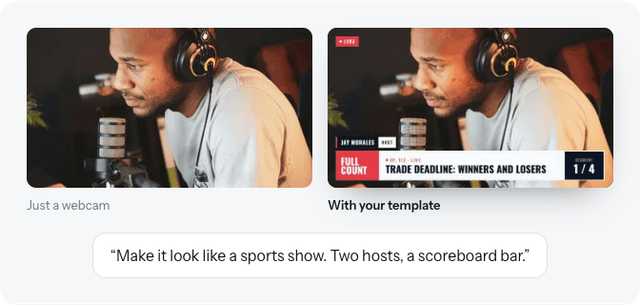 LIVE
JAY MORALES HOST
FULL COUNT
EP. 112 · LIVE
TRADE DEADLINE: WINNERS AND LOSERS
SEGMENT
1 / 4
Just a webcam
With your template
“Make it look like a sports show. Two hosts, a scoreboard bar.”